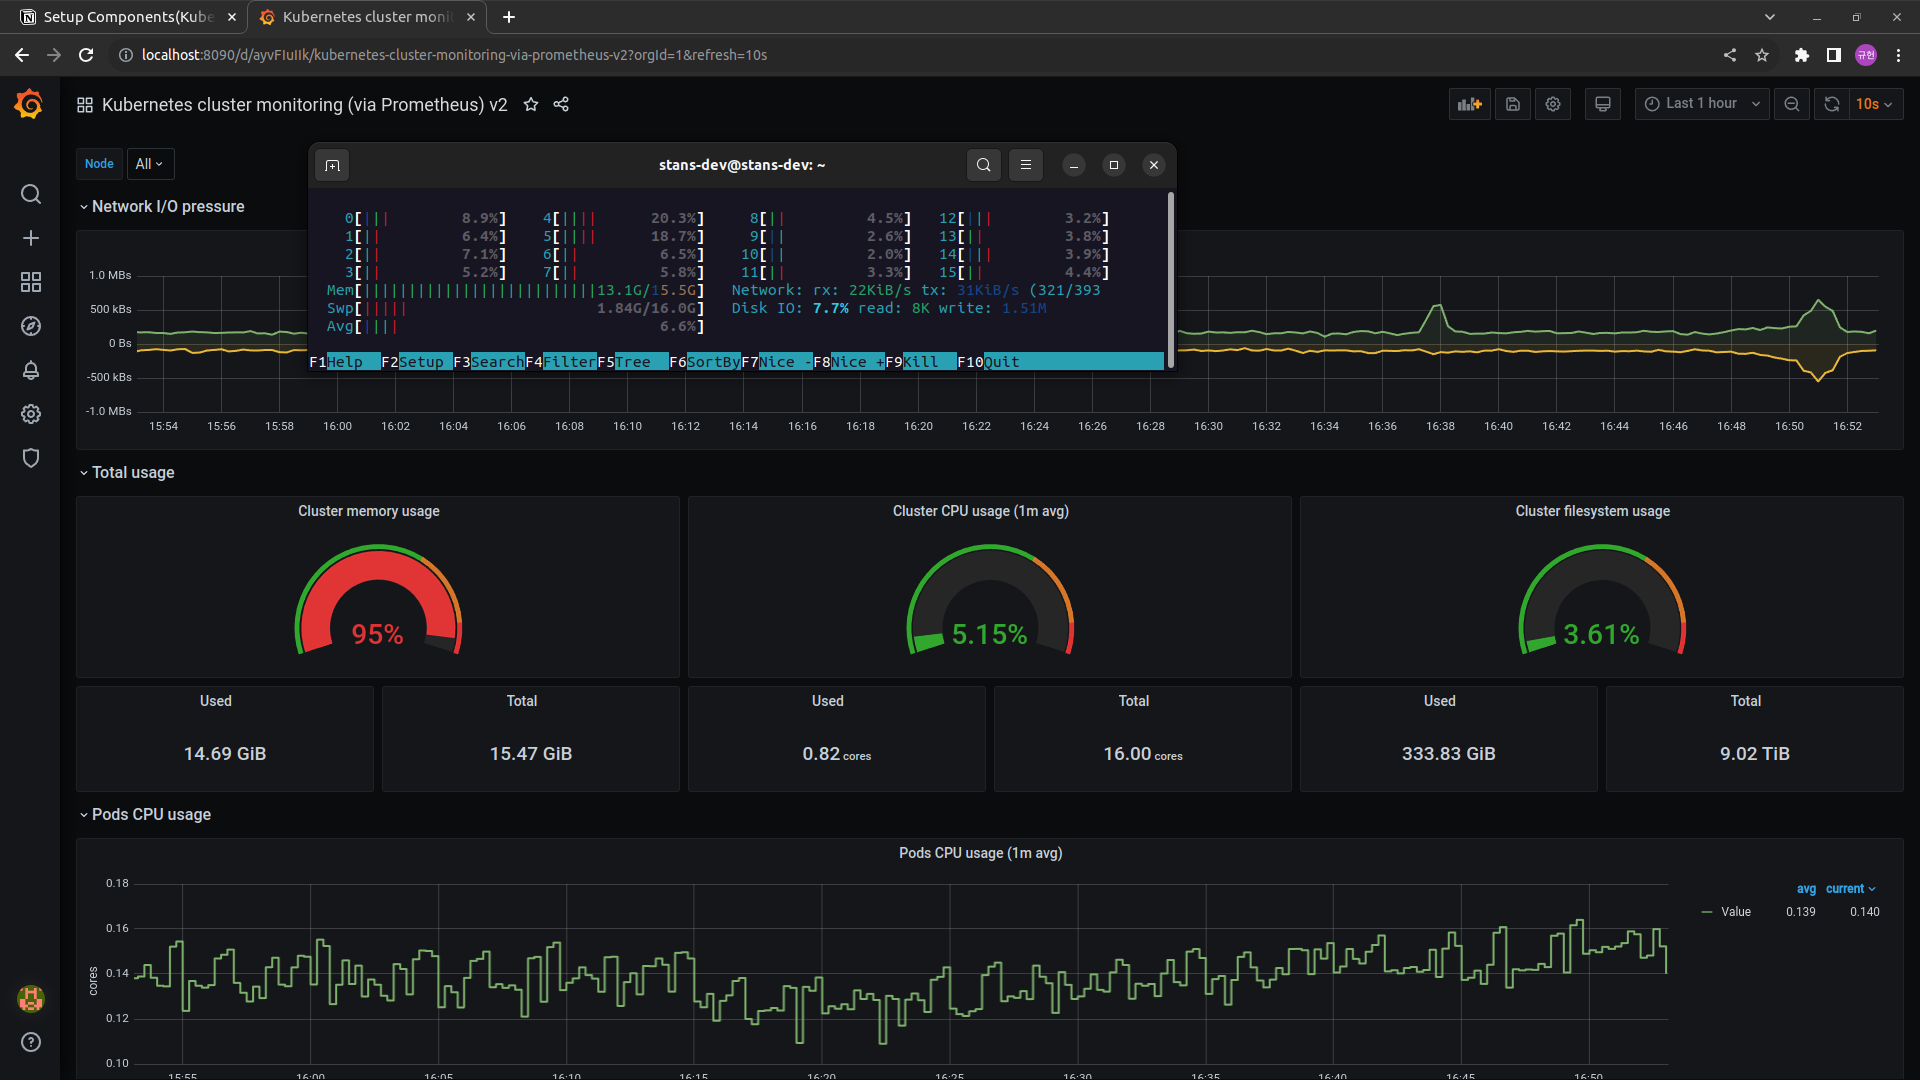 Setup Components(Kube
Kubernetes cluster moni
localhost:8090/d/ayvFIuIIk/kubernetes-cluster-monitoring-via-prometheus-v2?orgId=1&refresh=10s
규헌
Kubernetes cluster monitoring (via Prometheus) v2
Last 1 hour
10s
Node All
stans-dev@stans-dev: ~
Network I/O pressure
0[||| 8.9%] 4[|||| 20.3%] 8[|| 4.5%] 12[||| 3.2%]
1[|| 6.4%] 5[|||| 18.7%] 9[|| 2.6%] 13[|| 3.8%]
2[|| 7.1%] 6[|| 6.5%] 10[|| 2.0%] 14[||| 3.9%]
3[|| 5.2%] 7[|| 5.8%] 11[|| 3.3%] 15[|| 4.4%]
Mem[||||||||||||||||||||||||||13.1G/15.5G] Network: rx: 22KiB/s tx: 31KiB/s (321/393
Swp[||||| 1.84G/16.0G] Disk IO: 7.7% read: 8K write: 1.51M
Avg[|||| 6.6%]
F1Help F2Setup F3SearchF4FilterF5Tree F6SortByF7Nice -F8Nice +F9Kill F10Quit
1.0 MBs
500 kBs
0 Bs
-500 kBs
-1.0 MBs
15:54 15:56 15:58 16:00 16:02 16:04 16:06 16:08 16:10 16:12 16:14 16:16 16:18 16:20 16:22 16:24 16:26 16:28 16:30 16:32 16:34 16:36 16:38 16:40 16:42 16:44 16:46 16:48 16:50 16:52
Total usage
Cluster memory usage
95%
Cluster CPU usage (1m avg)
5.15%
Cluster filesystem usage
3.61%
Used
14.69 GiB
Total
15.47 GiB
Used
0.82 cores
Total
16.00 cores
Used
333.83 GiB
Total
9.02 TiB
Pods CPU usage
Pods CPU usage (1m avg)
cores
0.18
0.16
0.14
0.12
0.10
avg current
Value 0.139 0.140
15:55 16:00 16:05 16:10 16:15 16:20 16:25 16:30 16:35 16:40 16:45 16:50